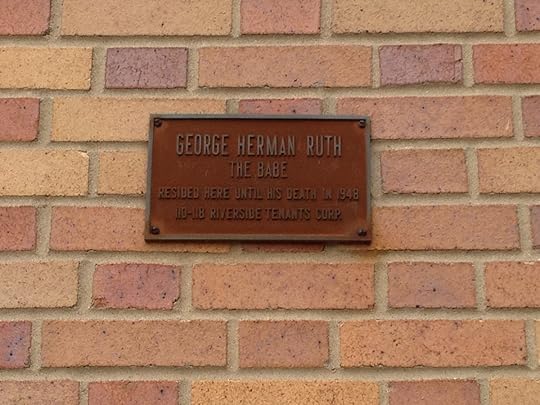 GEORGE HERMAN RUTH
THE BABE
RESIDED HERE UNTIL HIS DEATH IN 1948
110-118 RIVERSIDE TENANTS CORP.